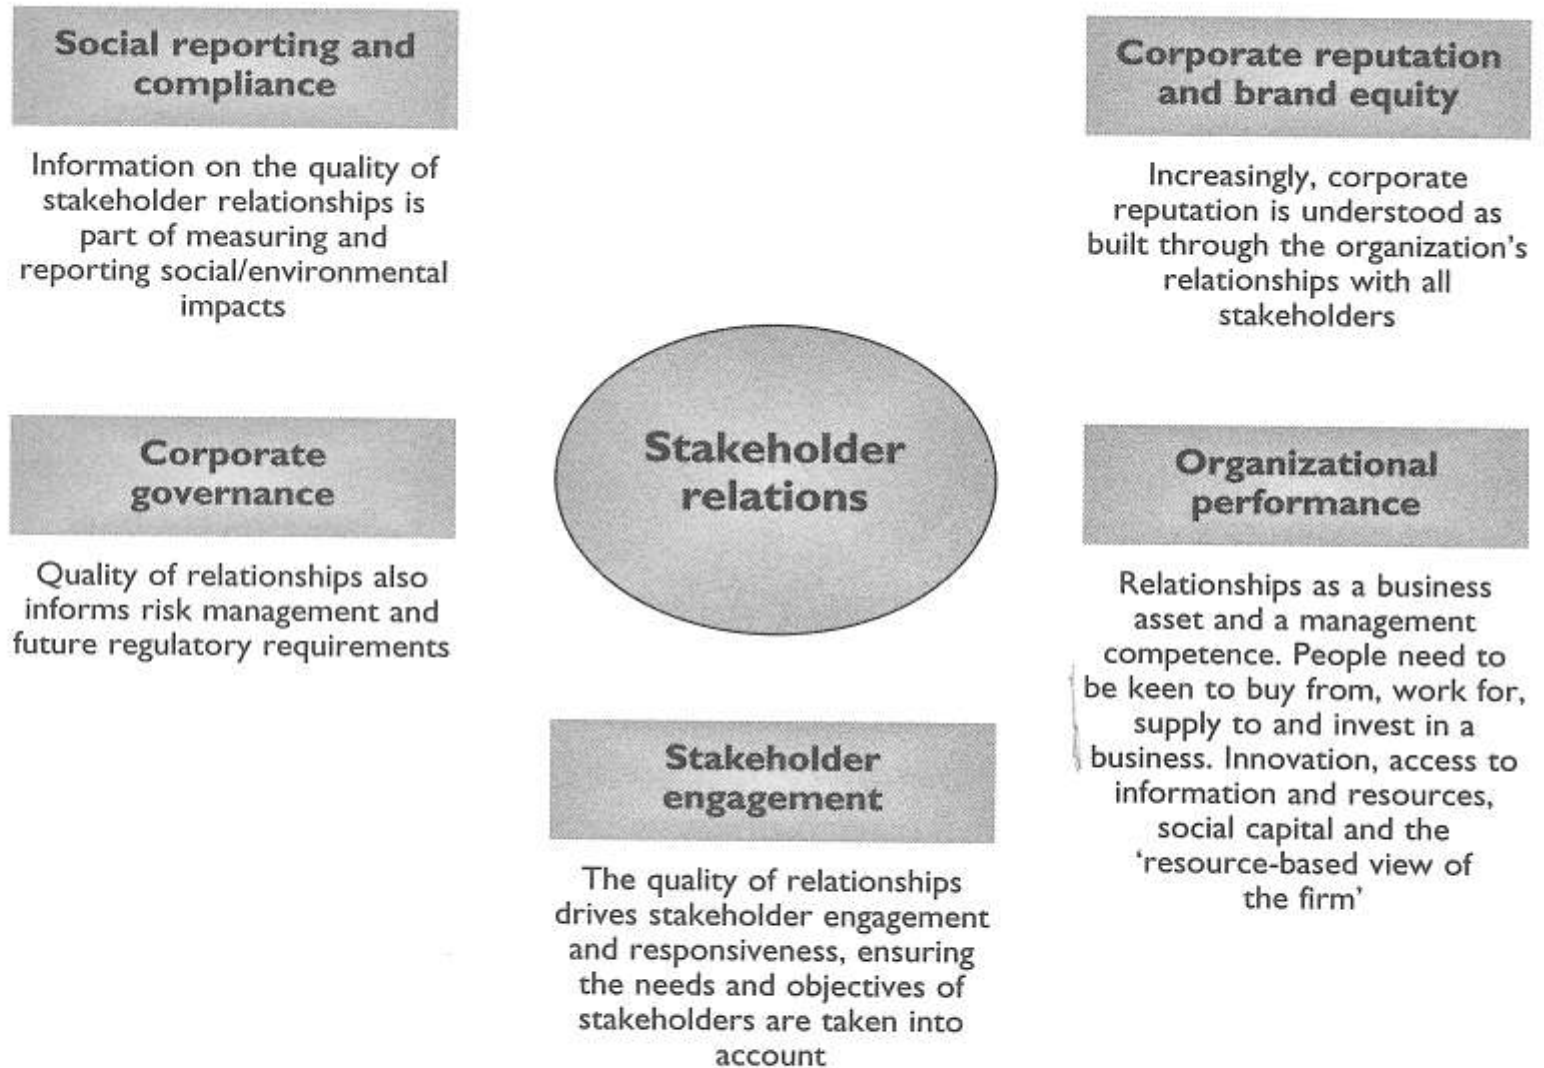 Social reporting and
compliance
Information on the quality of
stakeholder relationships is
part of measuring and
reporting social/environmental
impacts
Corporate
governance
Quality of relationships also
informs risk management and
future regulatory requirements
Stakeholder
relations
Stakeholder
engagement
The quality of relationships
drives stakeholder engagement
and responsiveness, ensuring
the needs and objectives of
stakeholders are taken into
account
Corporate reputation
and brand equity
Increasingly, corporate
reputation is understood as
built through the organization's
relationships with all
stakeholders
Organizational
performance
Relationships as a business
asset and a management
competence. People need to
be keen to buy from, work for,
supply to and invest in a
business. Innovation, access to
information and resources,
social capital and the
‘resource-based view of
the firm’